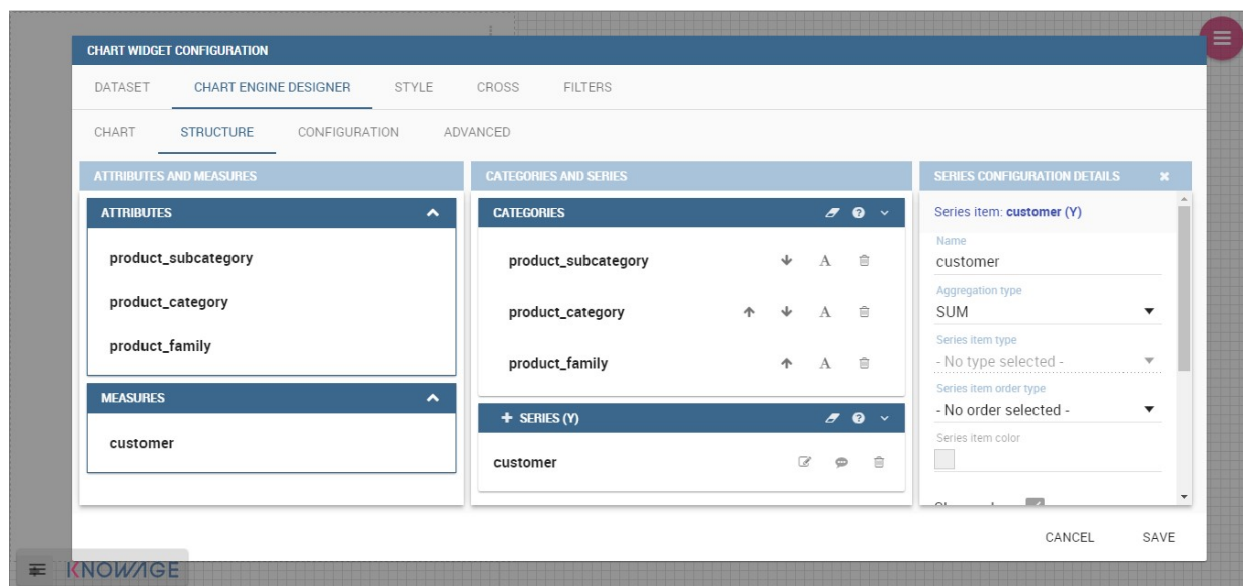 CHART WIDGET CONFIGURATION
DATASET CHART ENGINE DESIGNER STYLE CROSS FILTERS
CHART STRUCTURE CONFIGURATION ADVANCED
ATTRIBUTES AND MEASURES
ATTRIBUTES
product_subcategory
product_category
product_family
MEASURES
customer
CATEGORIES AND SERIES
CATEGORIES
product_subcategory A
product_category A
product_family A
+ SERIES (Y)
customer
SERIES CONFIGURATION DETAILS
Series item: customer (Y)
Name
customer
Aggregation type
SUM
Series item type
- No type selected -
Series item order type
- No order selected -
Series item color
CANCEL SAVE
KNOWAGE